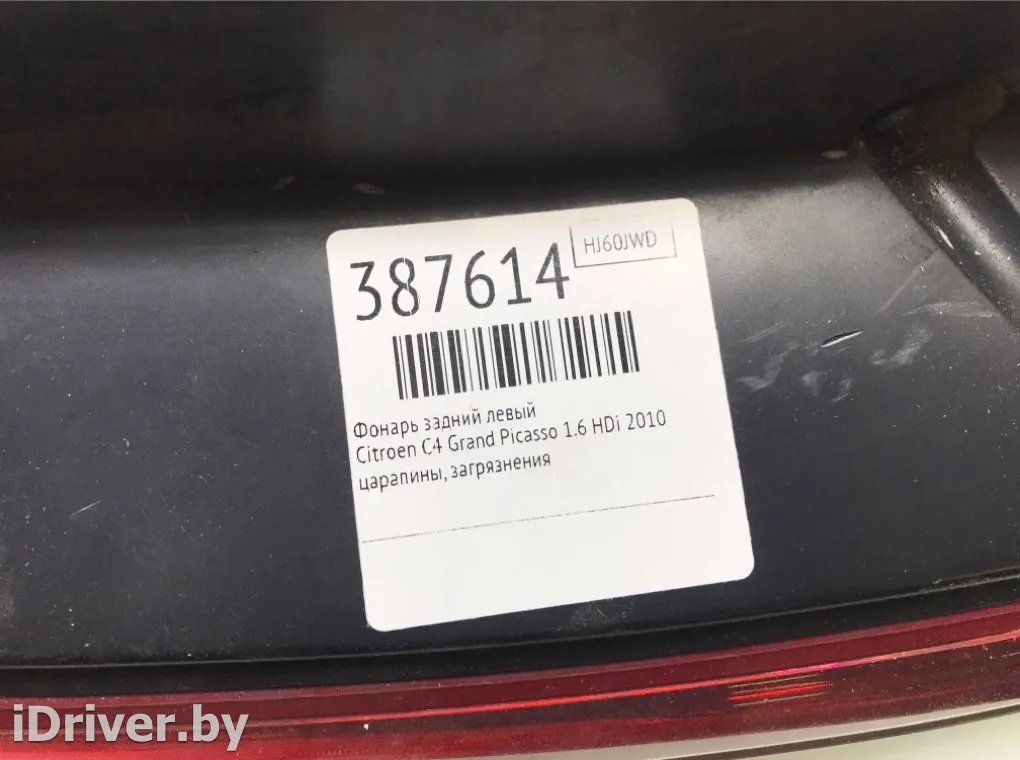 387614
HJ60JWD
Фонарь задний левый
Citroen C4 Grand Picasso 1.6 HDi 2010
царапины, загрязнения
iDriver.by